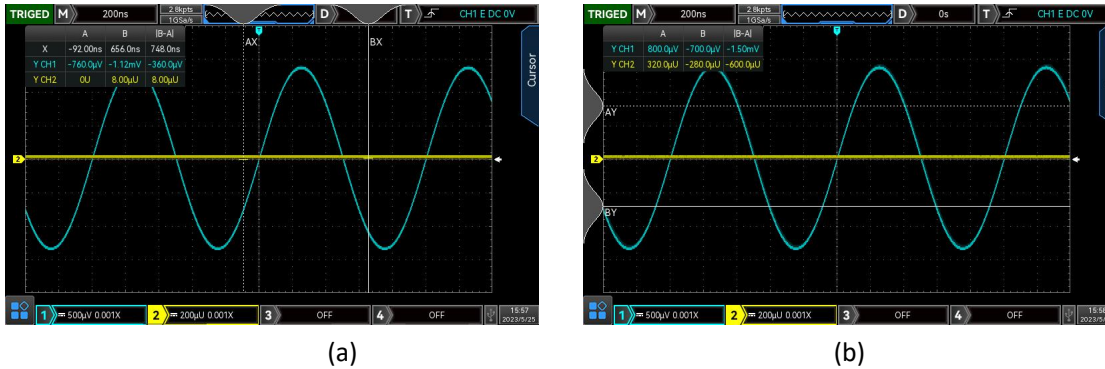 TRIGED M 200ns 2.8kpts 1GSa/s D T CH1 E DC 0V
A B |B-A|
X -92.00ns 656.0ns 748.0ns
Y CH1 -760.0μV -1.12mV -360.0μV
Y CH2 0U 8.00μU 8.00μU
AX BX
Cursor
2
1 500μV 0.001X 2 200μU 0.001X 3 OFF 4 OFF 15:57
2023/5/25
(a)
TRIGED M 200ns 2.8kpts 1GSa/s D 0s T CH1 E DC 0V
A B |B-A|
Y CH1 800.0μV -700.0μV -1.50mV
Y CH2 320.0μU -280.0μU -600.0μU
AY
2
BY
1 500μV 0.001X 2 200μU 0.001X 3 OFF 4 OFF
(b)